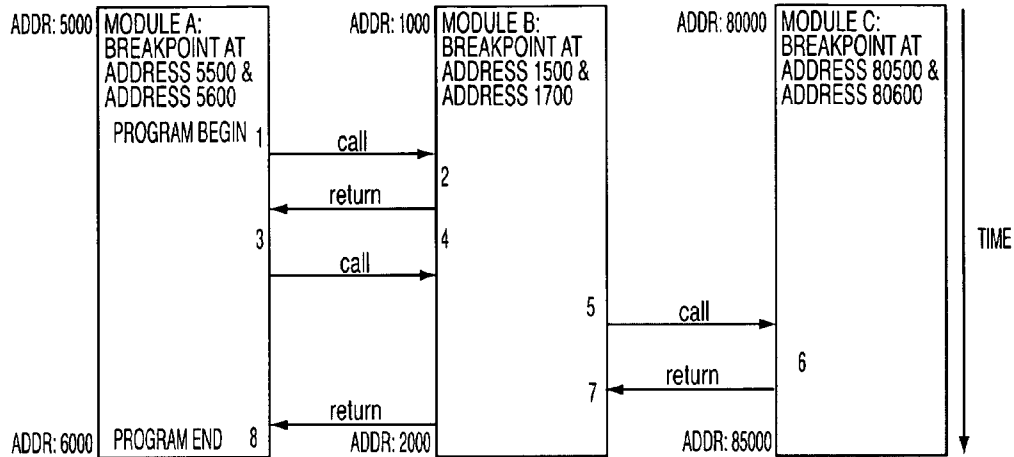 ADDR: 5000
MODULE A:
BREAKPOINT AT
ADDRESS 5500 &
ADDRESS 5600
ADDR: 1000
MODULE B:
BREAKPOINT AT
ADDRESS 1500 &
ADDRESS 1700
ADDR: 80000
MODULE C:
BREAKPOINT AT
ADDRESS 80500 &
ADDRESS 80600
PROGRAM BEGIN 1
call
2
return
3
4
TIME
call
5
call
6
return
7
return
ADDR: 6000
PROGRAM END 8
ADDR: 2000
ADDR: 85000